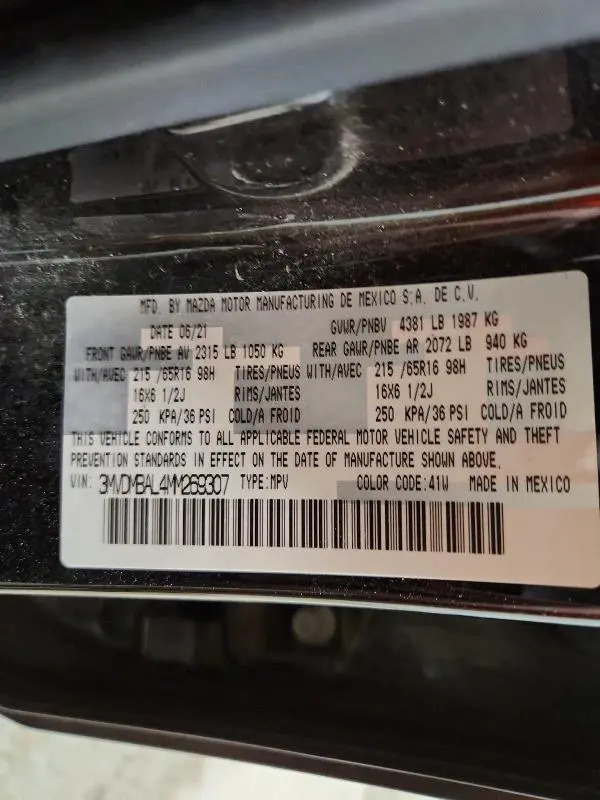 MFD. BY MAZDA MOTOR MANUFACTURING DE MEXICO S.A. DE C.V.
DATE 06/21 GVWR/PNBV 4381 LB 1987 KG
FRONT GAWR/PNBE AV 2315 LB 1050 KG REAR GAWR/PNBE AR 2072 LB 940 KG
WITH/AVEC 215 /65R16 98H TIRES/PNEUS WITH/AVEC 215 /65R16 98H TIRES/PNEUS
16X6 1/2J RIMS/JANTES 16X6 1/2J RIMS/JANTES
250 KPA/36 PSI COLD/A FROID 250 KPA/36 PSI COLD/A FROID
THIS VEHICLE CONFORMS TO ALL APPLICABLE FEDERAL MOTOR VEHICLE SAFETY AND THEFT
PREVENTION STANDARDS IN EFFECT ON THE DATE OF MANUFACTURE SHOWN ABOVE.
VIN: 3MVDMBAL4MM269307 TYPE:MPV COLOR CODE:41W MADE IN MEXICO